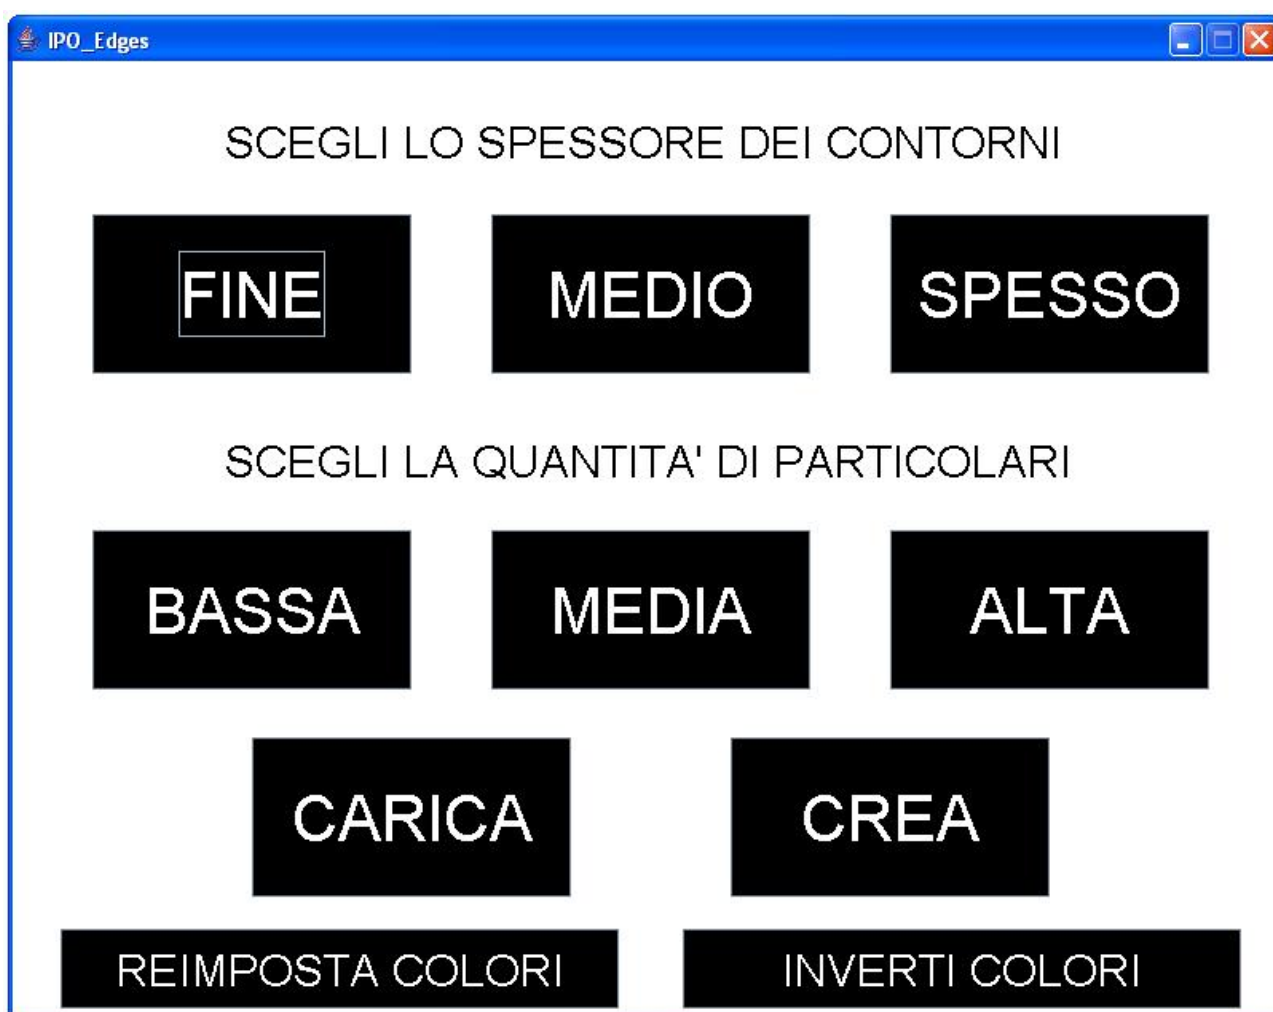 IPO_Edges
SCEGLI LO SPESSORE DEI CONTORNI
FINE MEDIO SPESSO
SCEGLI LA QUANTITA' DI PARTICOLARI
BASSA MEDIA ALTA
CARICA CREA
REIMPOSTA COLORI INVERTI COLORI